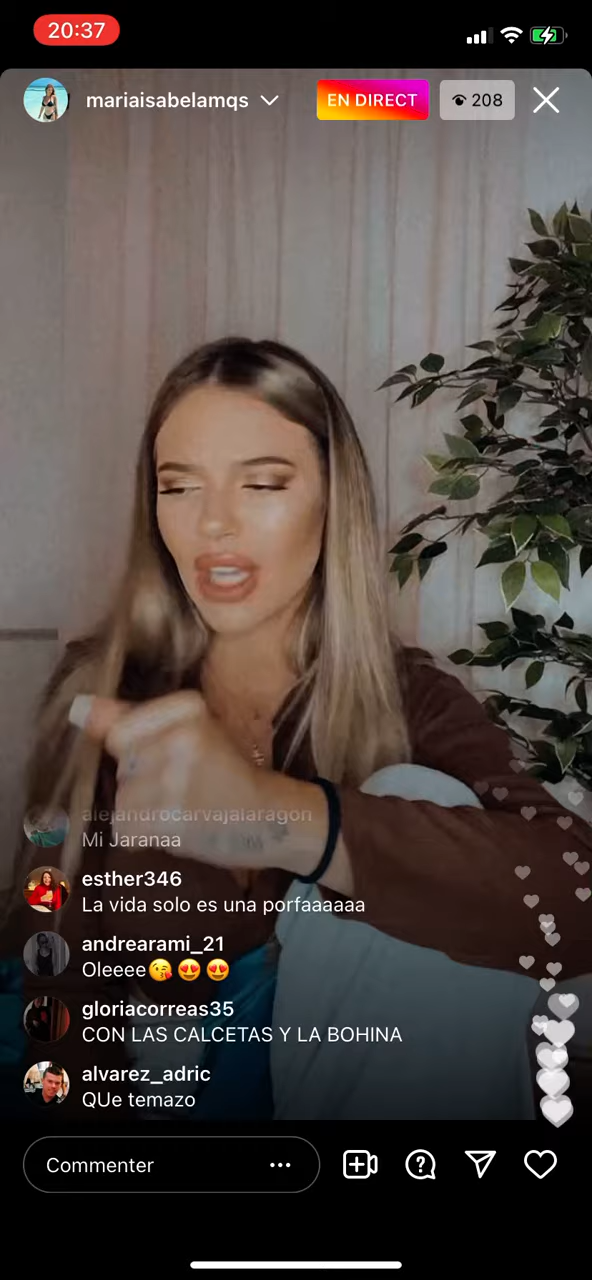 20:37
mariaisabelamqs
EN DIRECT
208
alejandrocarvajalaragon
Mi Jaranaa
esther346
La vida solo es una porfaaaaaa
andrearami_21
Oleeee😘😍😍
gloriacorreas35
CON LAS CALCETAS Y LA BOHINA
alvarez_adric
QUe temazo
Commenter